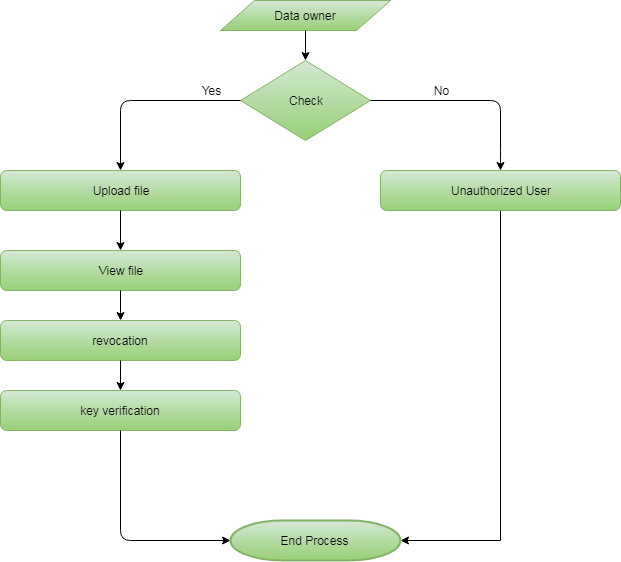 Data owner
Check
Yes
No
Upload file
Unauthorized User
View file
revocation
key verification
End Process